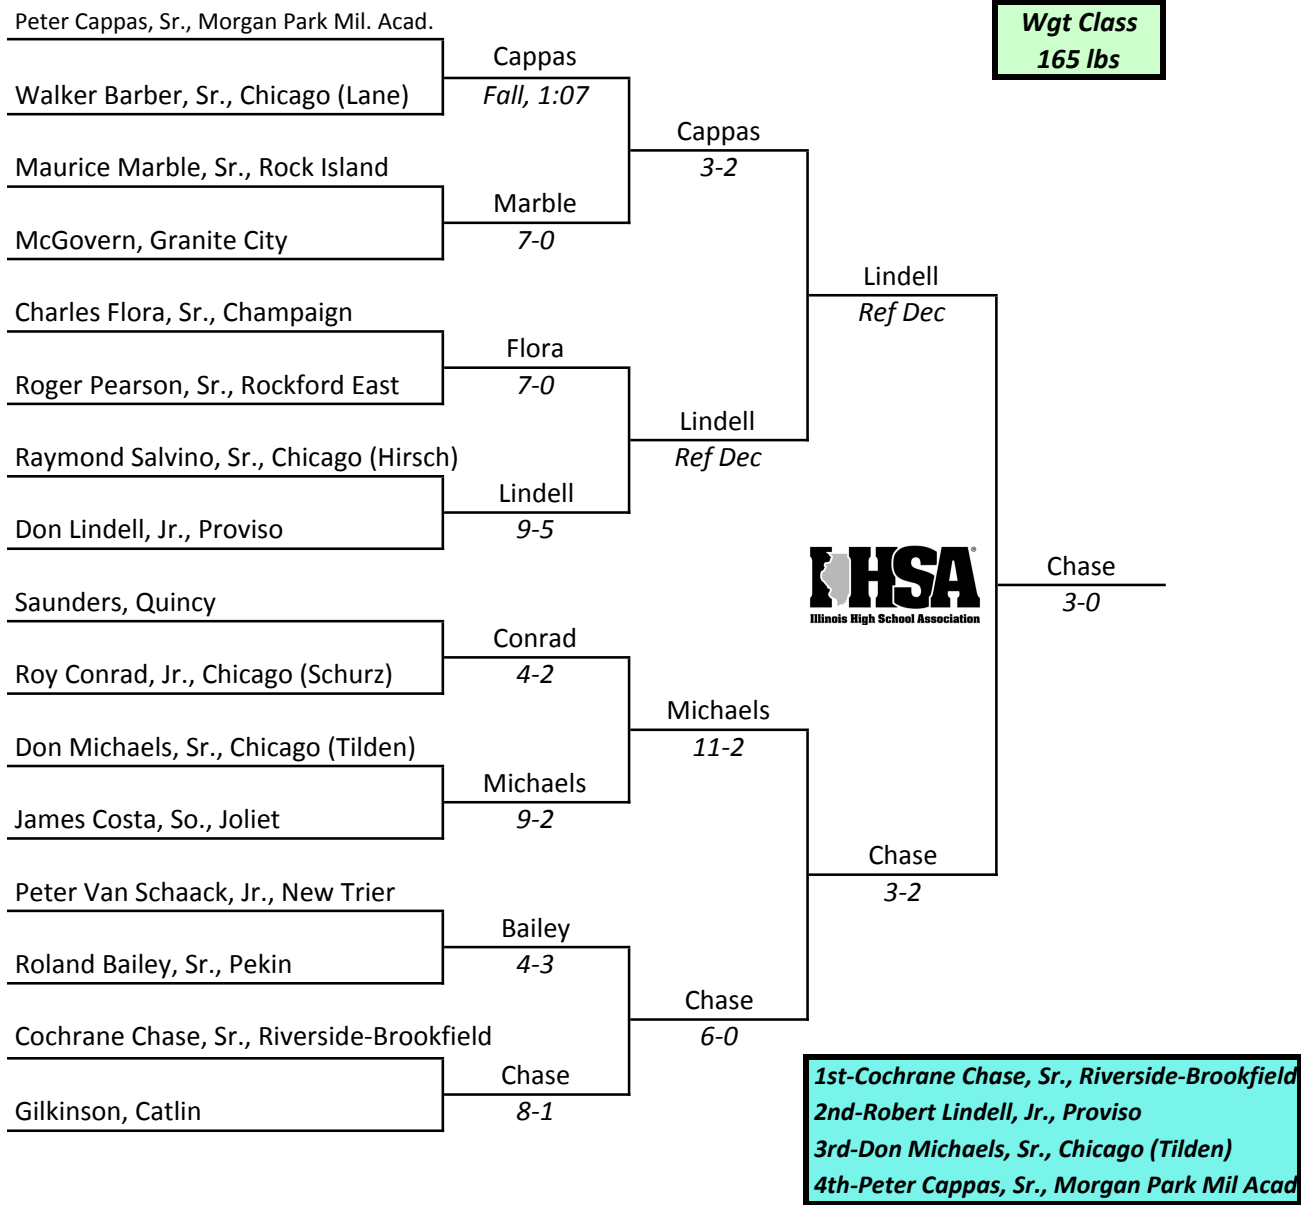 Peter Cappas, Sr., Morgan Park Mil. Acad.
Wgt Class
165 lbs
Cappas
Fall, 1:07
Walker Barber, Sr., Chicago (Lane)
Cappas
3-2
Maurice Marble, Sr., Rock Island
Marble
7-0
McGovern, Granite City
Lindell
Ref Dec
Charles Flora, Sr., Champaign
Flora
7-0
Roger Pearson, Sr., Rockford East
Lindell
Ref Dec
Raymond Salvino, Sr., Chicago (Hirsch)
Lindell
9-5
Don Lindell, Jr., Proviso
IHSA®
Illinois High School Association
Chase
3-0
Saunders, Quincy
Conrad
4-2
Roy Conrad, Jr., Chicago (Schurz)
Michaels
11-2
Don Michaels, Sr., Chicago (Tilden)
Michaels
9-2
James Costa, So., Joliet
Chase
3-2
Peter Van Schaack, Jr., New Trier
Bailey
4-3
Roland Bailey, Sr., Pekin
Chase
6-0
Cochrane Chase, Sr., Riverside-Brookfield
Chase
8-1
Gilkinson, Catlin
1st-Cochrane Chase, Sr., Riverside-Brookfield
2nd-Robert Lindell, Jr., Proviso
3rd-Don Michaels, Sr., Chicago (Tilden)
4th-Peter Cappas, Sr., Morgan Park Mil Acad